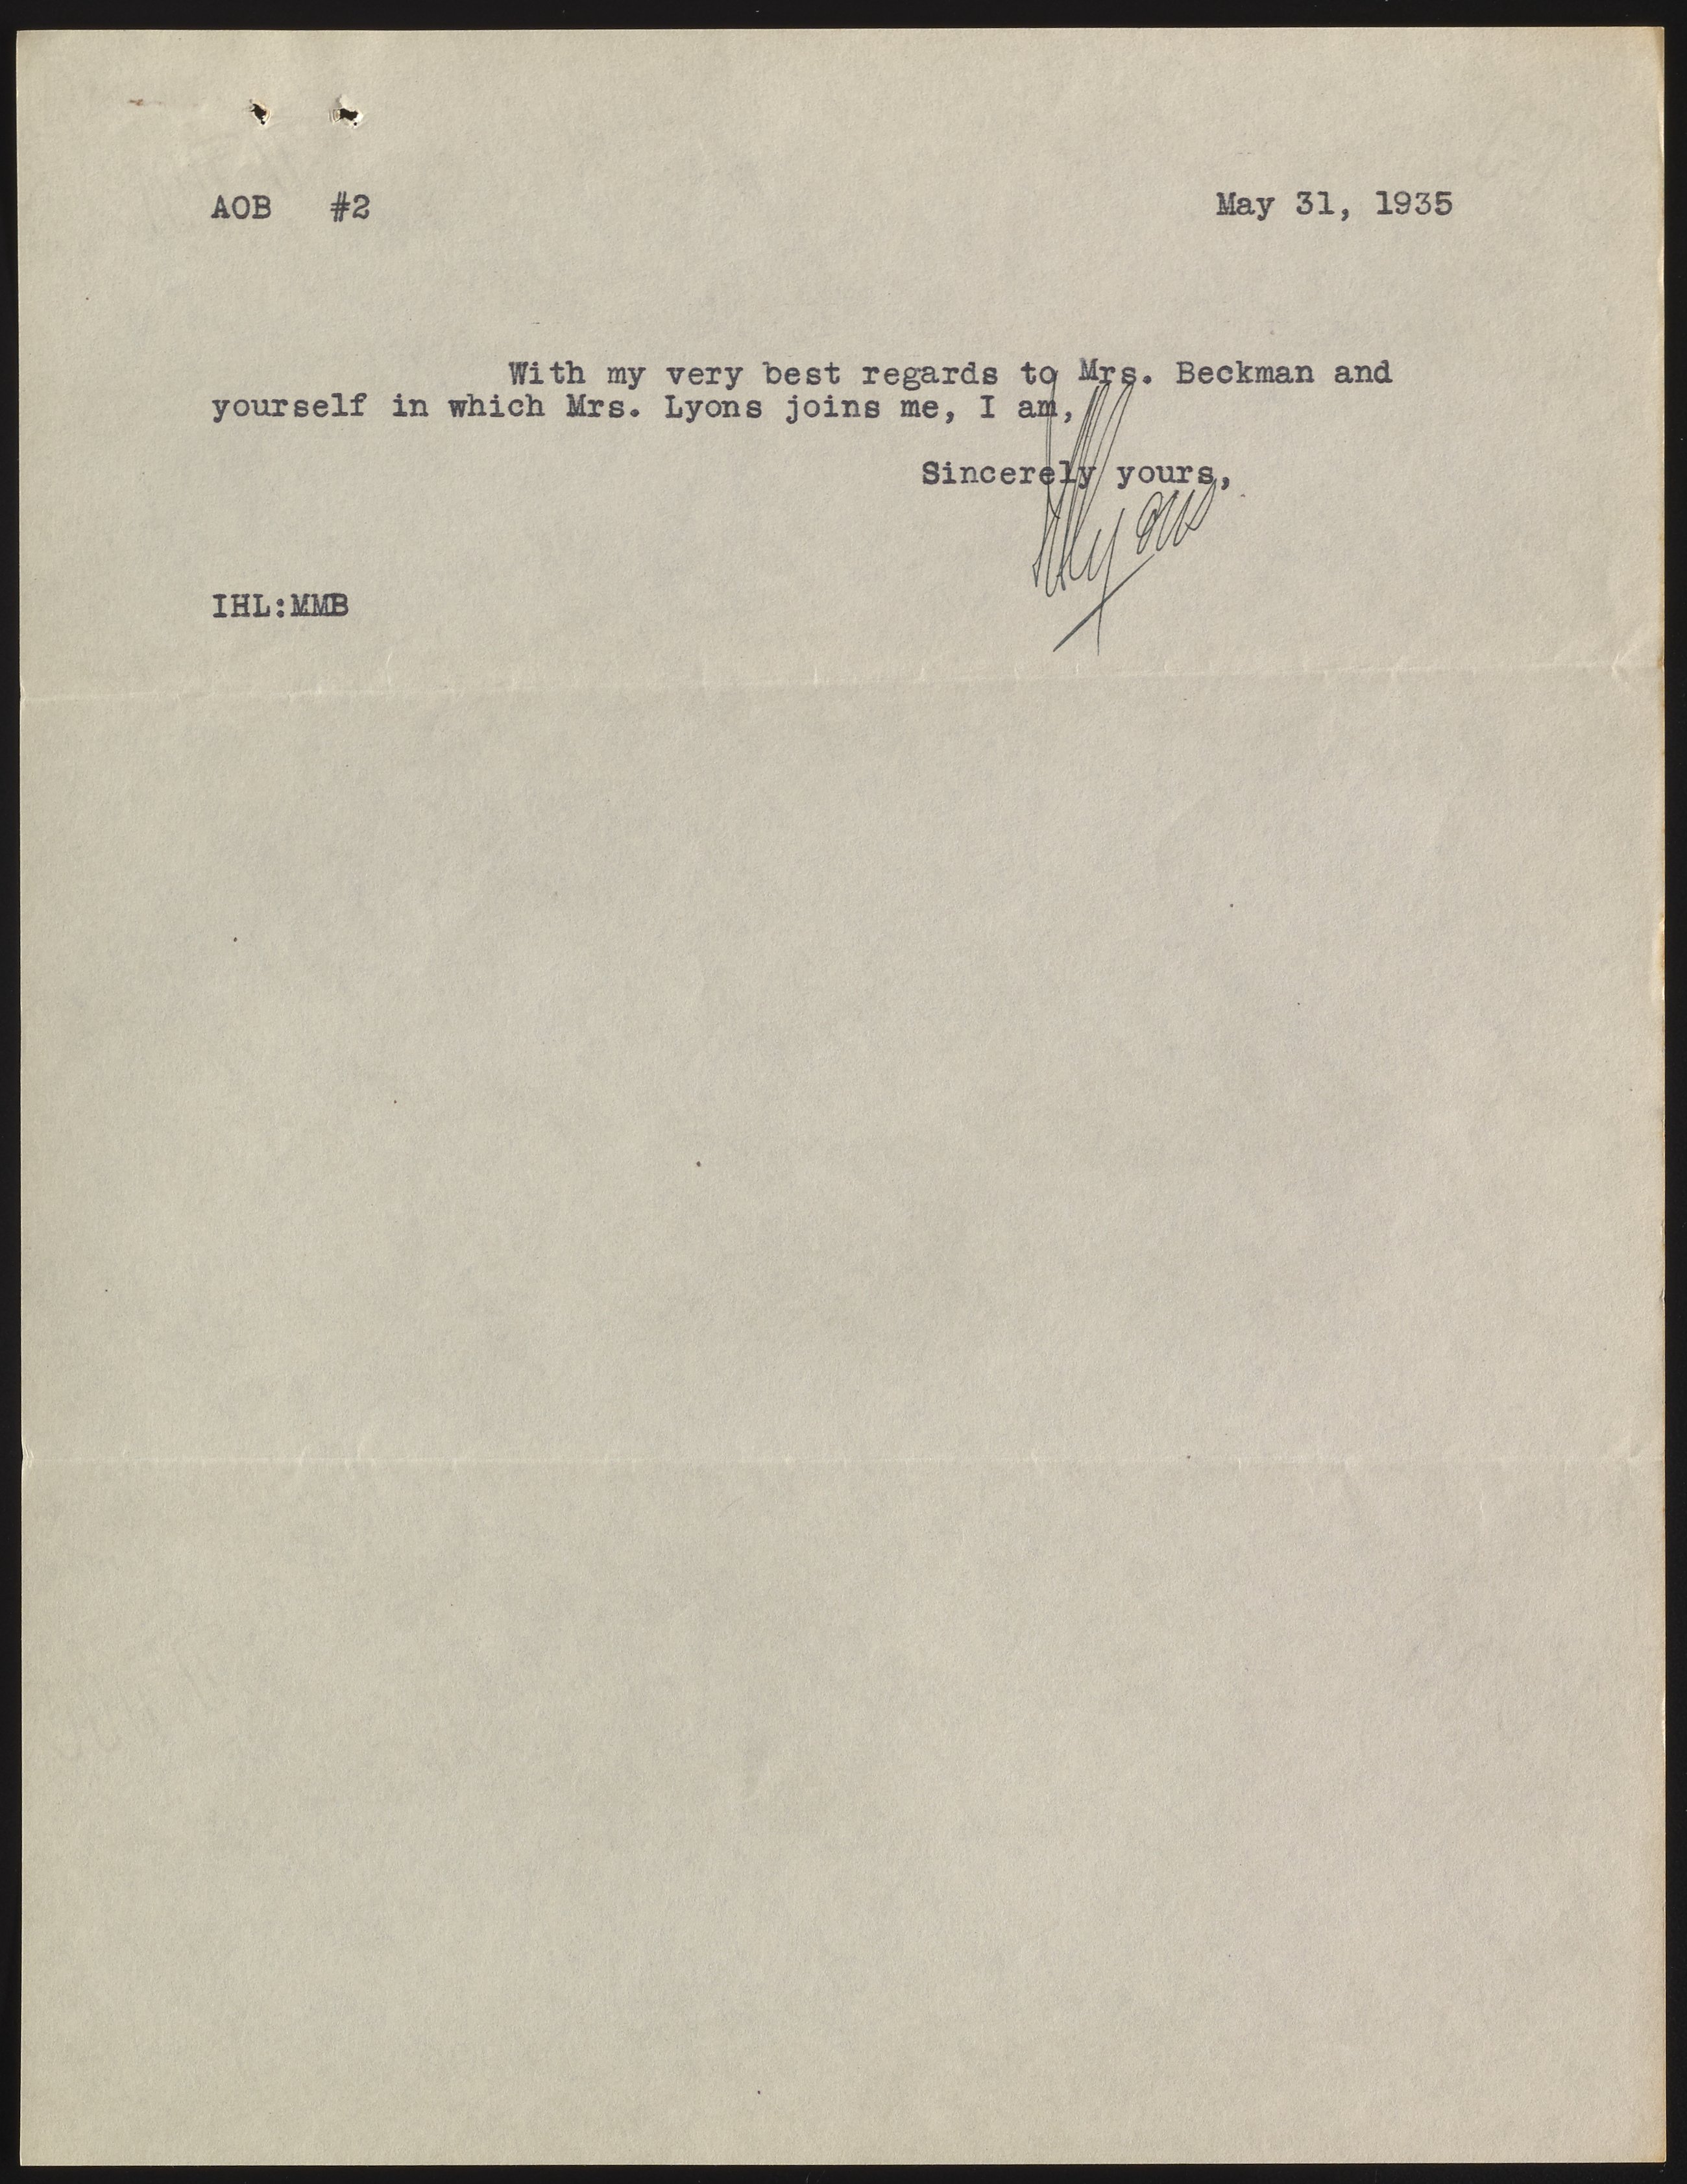 AOB #2 May 31, 1935
With my very best regards to Mrs. Beckman and
yourself in which Mrs. Lyons joins me, I am,
Sincerely yours,
IHLyons
IHL:MMB